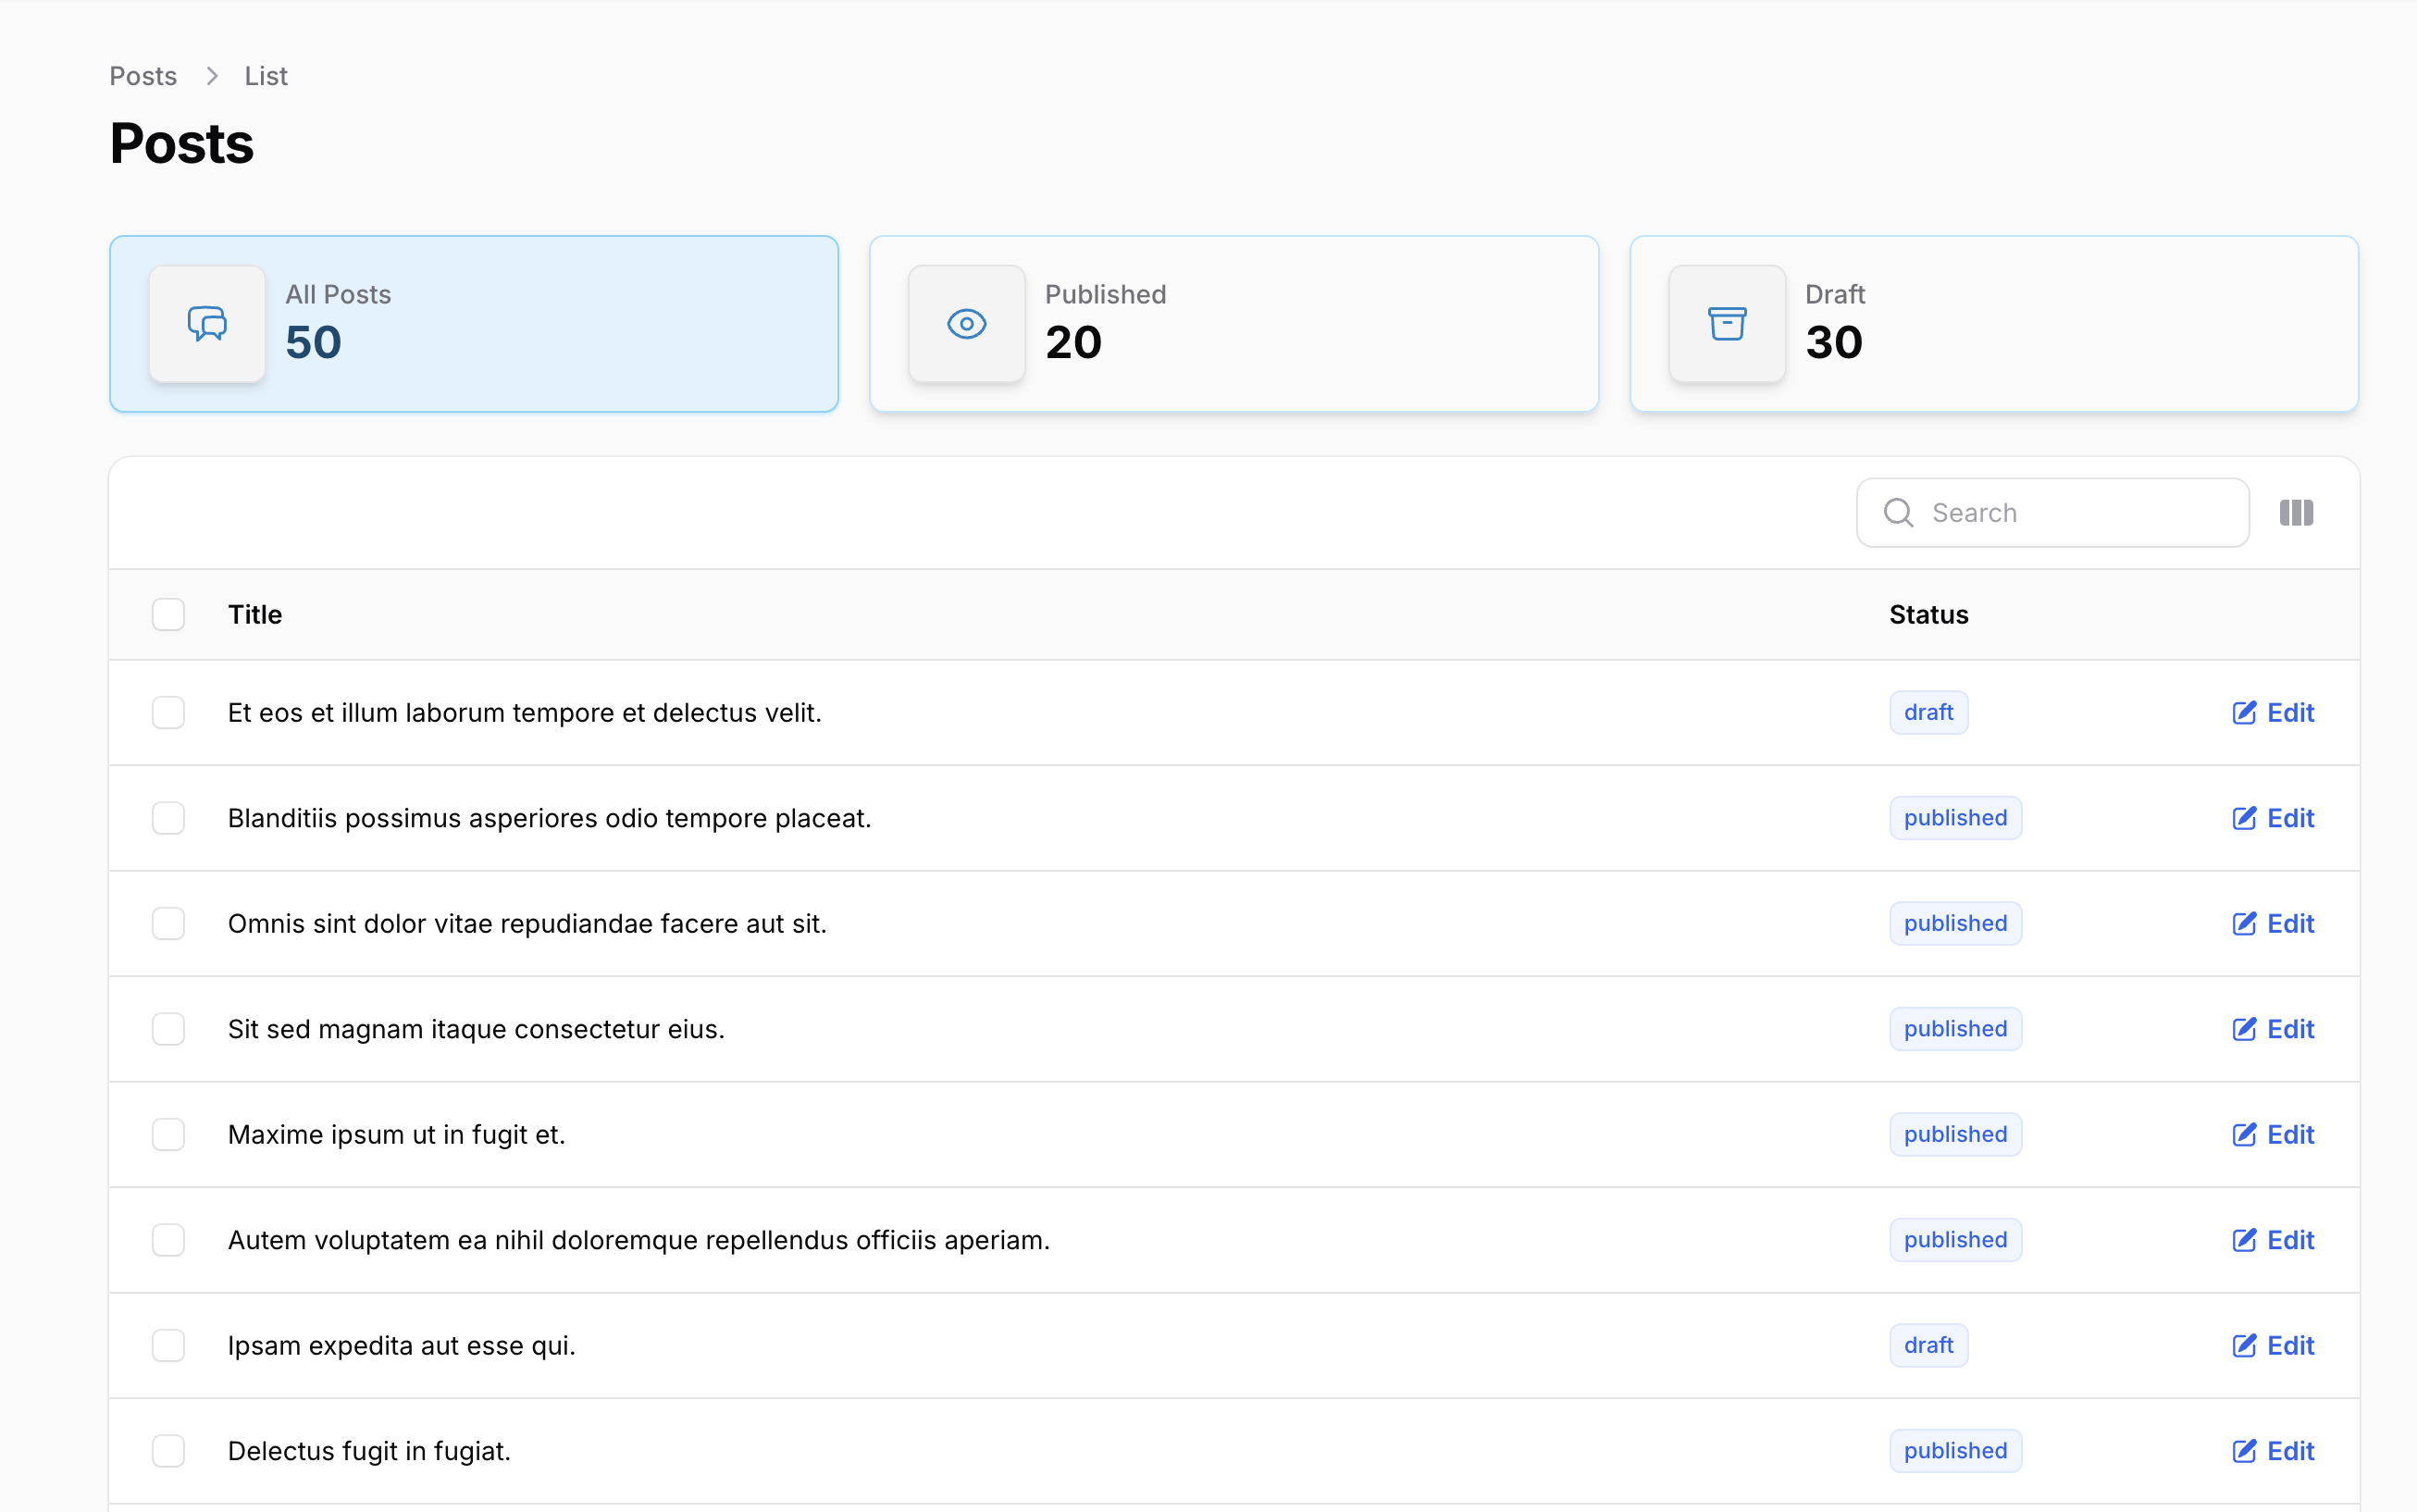 Posts List
Posts
All Posts
50
Published
20
Draft
30
Search
Title Status
Et eos et illum laborum tempore et delectus velit. draft Edit
Blanditiis possimus asperiores odio tempore placeat. published Edit
Omnis sint dolor vitae repudiandae facere aut sit. published Edit
Sit sed magnam itaque consectetur eius. published Edit
Maxime ipsum ut in fugit et. published Edit
Autem voluptatem ea nihil doloremque repellendus officiis aperiam. published Edit
Ipsam expedita aut esse qui. draft Edit
Delectus fugit in fugiat. published Edit